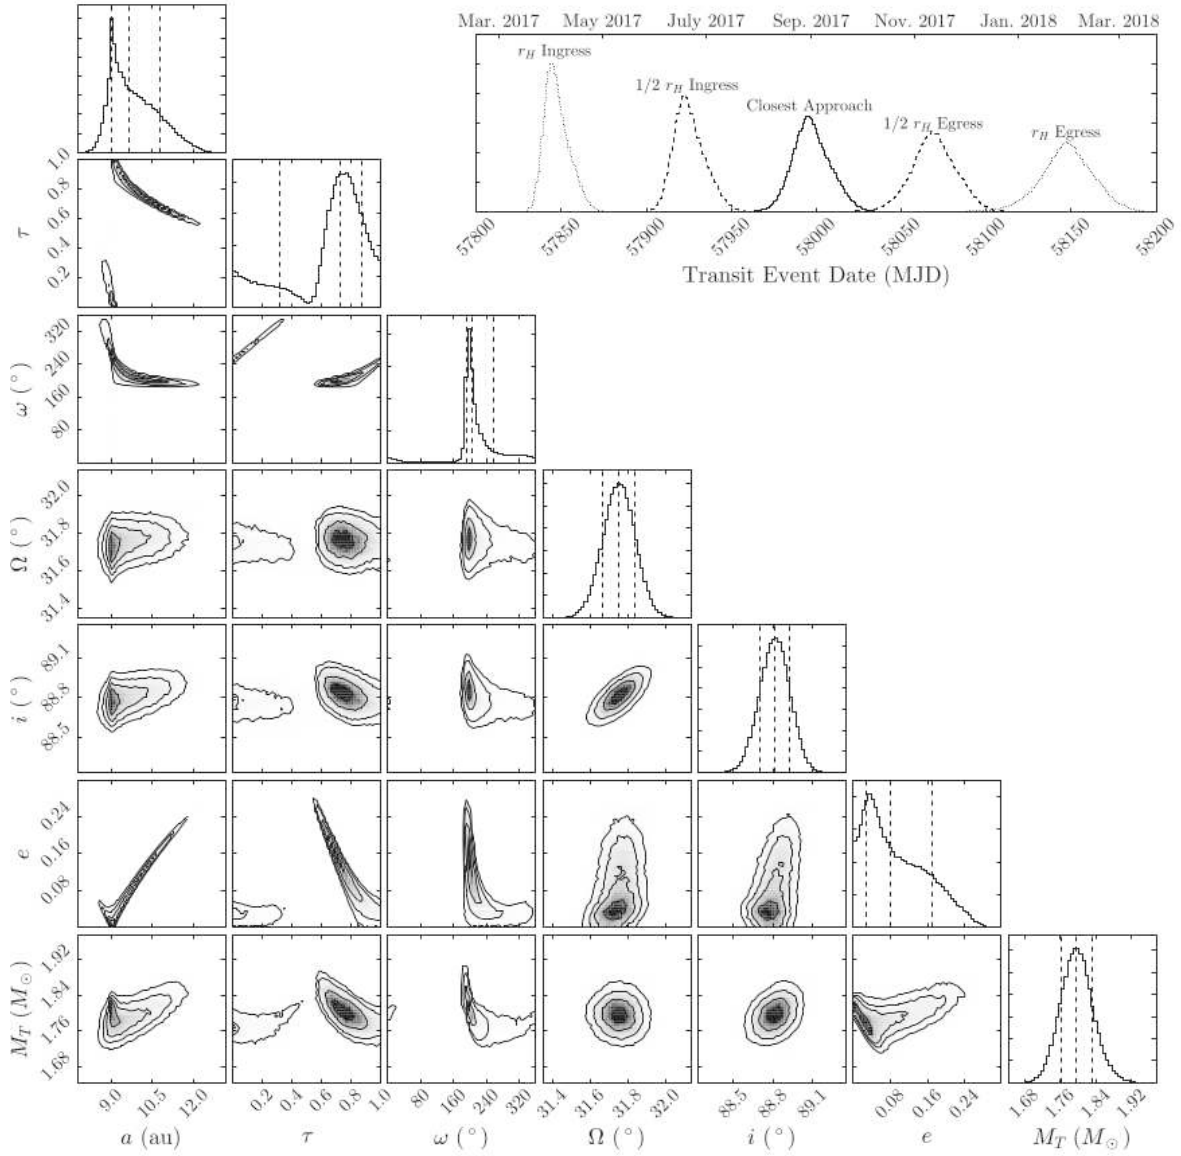 Mar. 2017 May 2017 July 2017 Sep. 2017 Nov. 2017 Jan. 2018 Mar. 2018
r_H Ingress
1/2 r_H Ingress
Closest Approach
1/2 r_H Egress
r_H Egress
57800 57850 57900 57950 58000 58050 58100 58150 58200
Transit Event Date (MJD)
τ
1.0
0.8
0.6
0.4
0.2
ω (°)
320
240
160
80
Ω (°)
32.0
31.8
31.6
31.4
i (°)
89.1
88.8
88.5
e
0.24
0.16
0.08
M_T (M_⊙)
1.92
1.84
1.76
1.68
9.0 10.5 12.0 0.2 0.4 0.6 0.8 1.0 80 160 240 320 31.4 31.6 31.8 32.0 88.5 88.8 89.1 0.08 0.16 0.24 1.68 1.76 1.84 1.92
a (au) τ ω (°) Ω (°) i (°) e M_T (M_⊙)